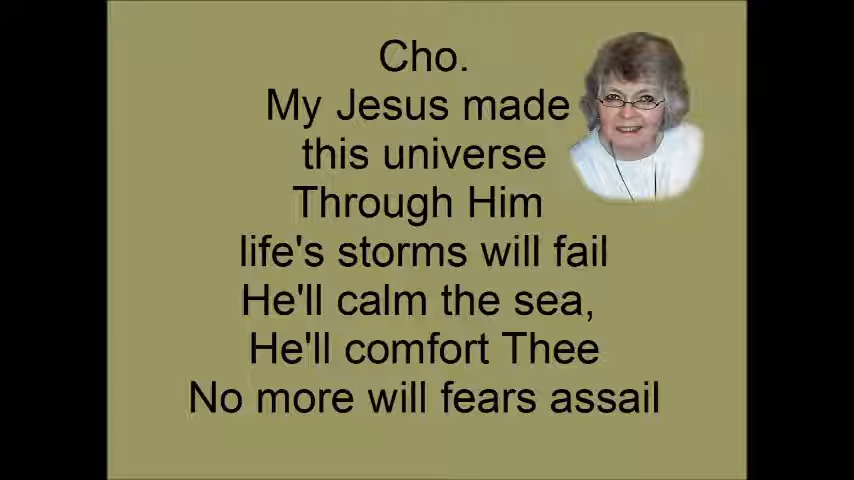 Cho.
My Jesus made
this universe
Through Him
life's storms will fail
He'll calm the sea,
He'll comfort Thee
No more will fears assail